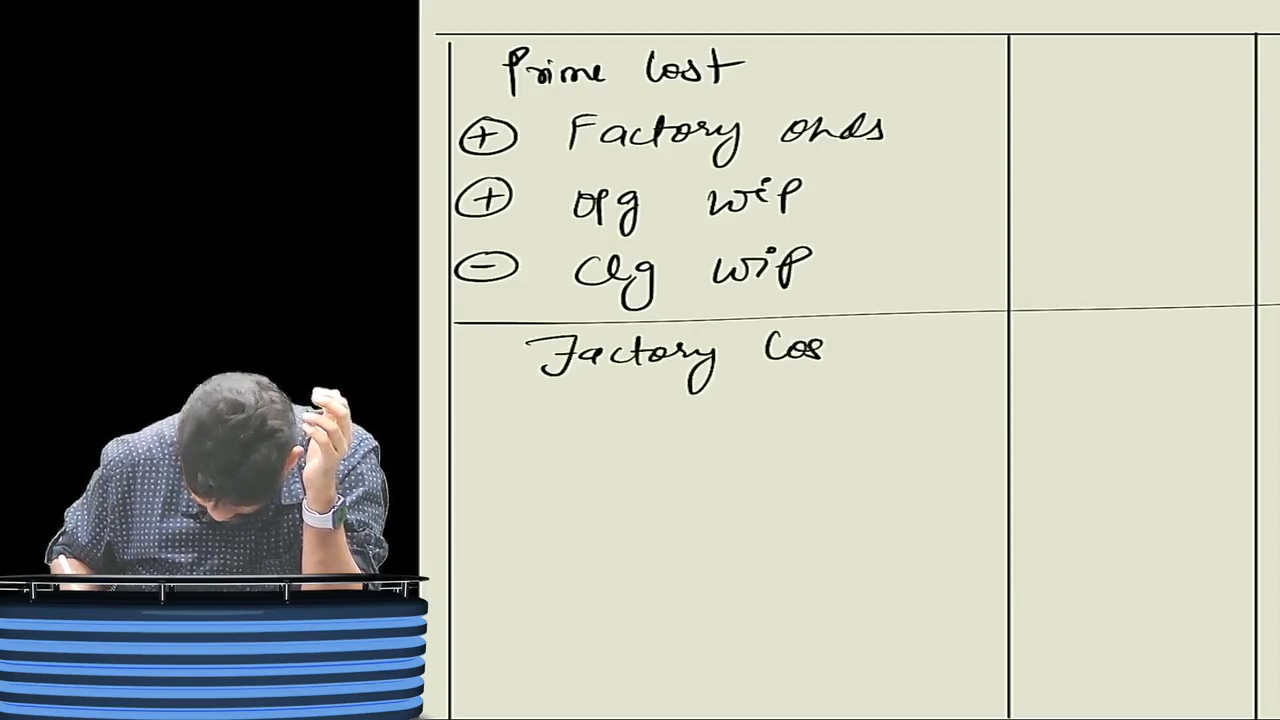 Prime Cost
+ Factory ohds
+ opg wip
- Clg wip
Factory Cos